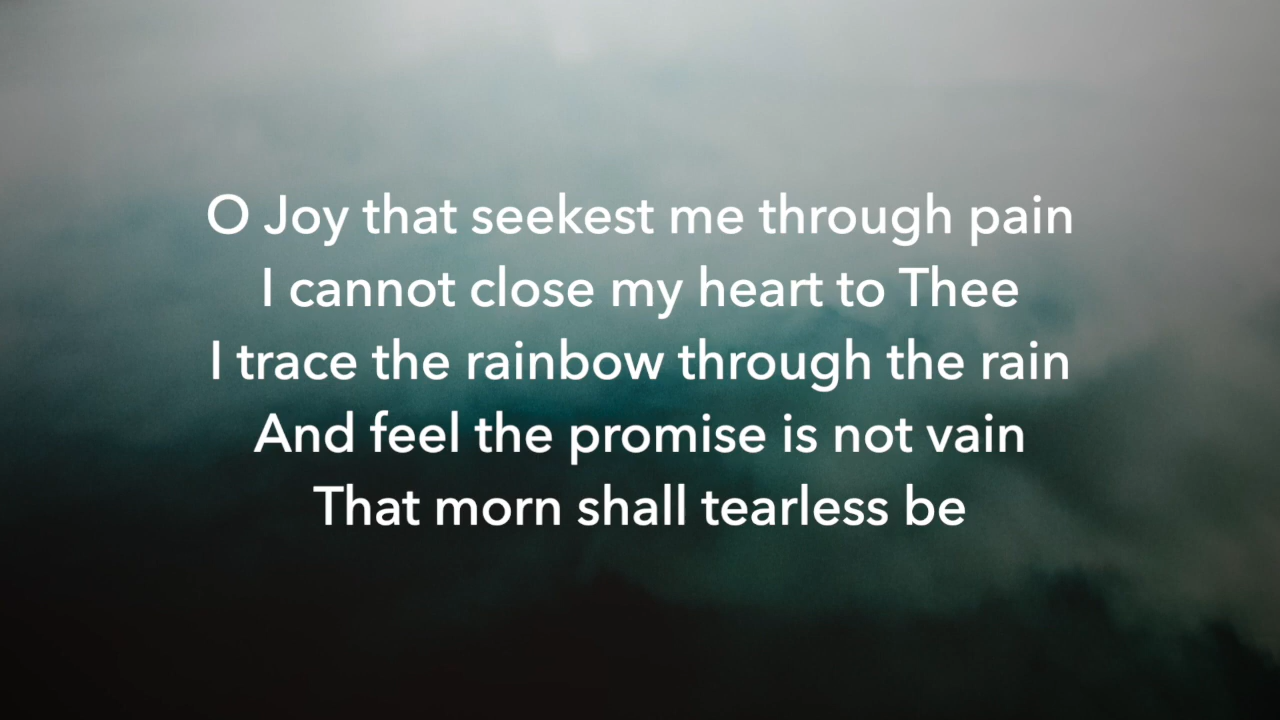 O Joy that seekest me through pain
I cannot close my heart to Thee
I trace the rainbow through the rain
And feel the promise is not vain
That morn shall tearless be